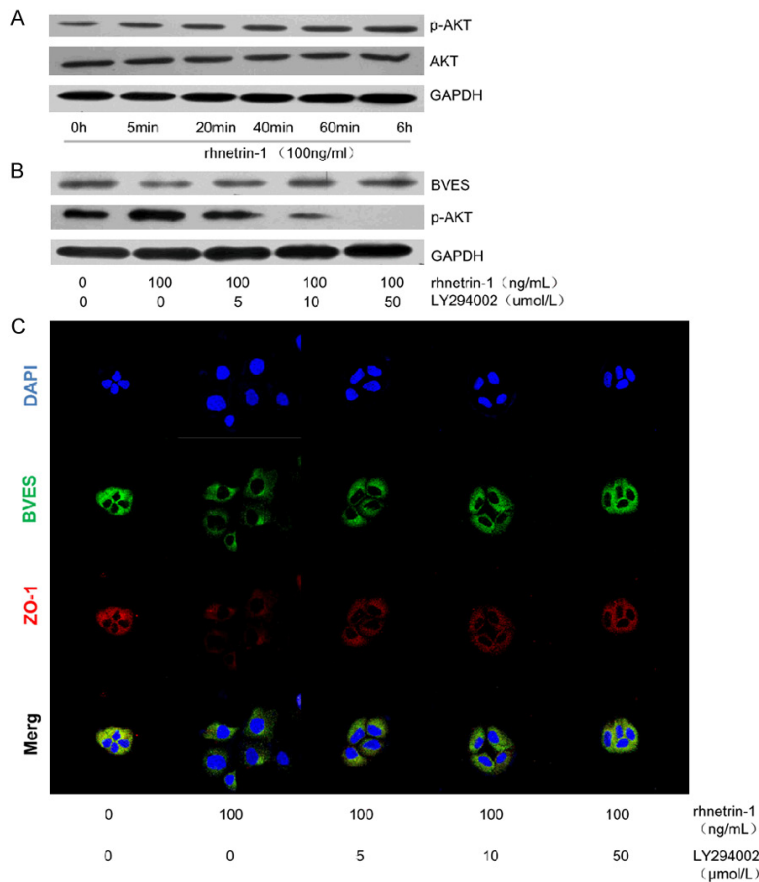 A
p-AKT
AKT
GAPDH
0h 5min 20min 40min 60min 6h
rhnetrin-1 （100ng/ml）
B
BVES
p-AKT
GAPDH
0 100 100 100 100 rhnetrin-1（ng/mL）
0 0 5 10 50 LY294002（umol/L）
C
DAPI
BVES
ZO-1
Merg
0 100 100 100 100 rhnetrin-1
（ng/mL）
0 0 5 10 50 LY294002
（μmol/L）